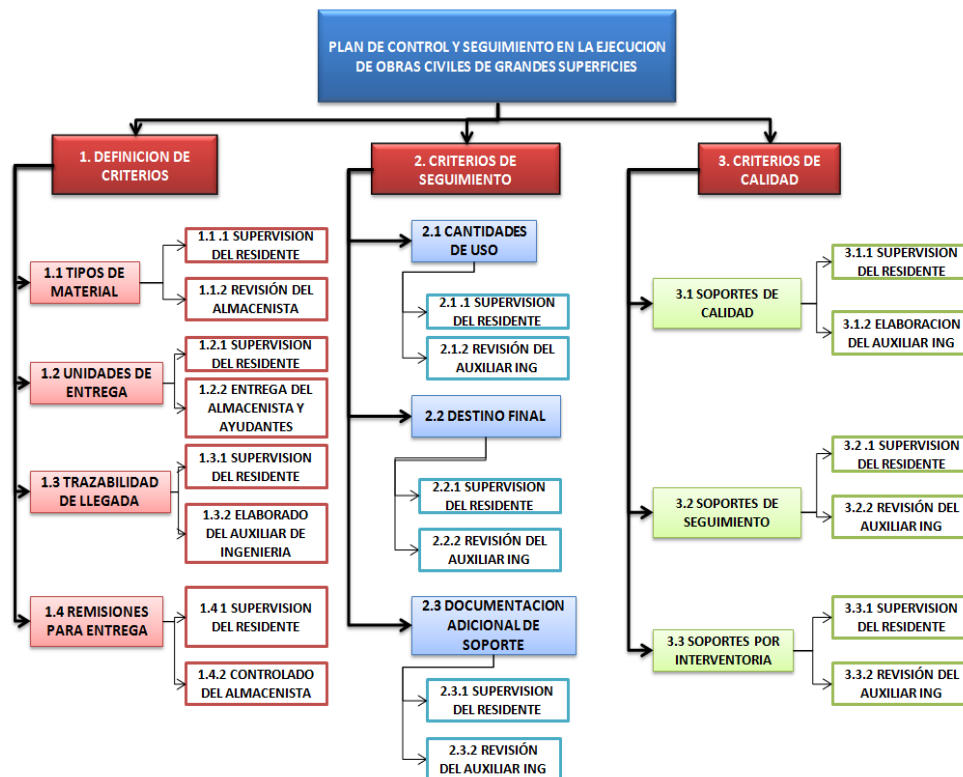 PLAN DE CONTROL Y SEGUIMIENTO EN LA EJECUCION
DE OBRAS CIVILES DE GRANDES SUPERFICIES
1. DEFINICION DE
CRITERIOS
1.1 TIPOS DE
MATERIAL
1.1 .1 SUPERVISION
DEL RESIDENTE
1.1.2 REVISIÓN DEL
ALMACENISTA
1.2 UNIDADES DE
ENTREGA
1.2.1 SUPERVISION
DEL RESIDENTE
1.2.2 ENTREGA DEL
ALMACENISTA Y
AYUDANTES
1.3 TRAZABILIDAD
DE LLEGADA
1.3.1 SUPERVISION
DEL RESIDENTE
1.3.2 ELABORADO
DEL AUXILIAR DE
INGENIERIA
1.4 REMISIONES
PARA ENTREGA
1.4 1 SUPERVISION
DEL RESIDENTE
1.4.2 CONTROLADO
DEL ALMACENISTA
2. CRITERIOS DE
SEGUIMIENTO
2.1 CANTIDADES
DE USO
2.1 .1 SUPERVISION
DEL RESIDENTE
2.1.2 REVISIÓN DEL
AUXILIAR ING
2.2 DESTINO FINAL
2.2.1 SUPERVISION
DEL RESIDENTE
2.2.2 REVISIÓN DEL
AUXILIAR ING
2.3 DOCUMENTACION
ADICIONAL DE
SOPORTE
2.3.1 SUPERVISION
DEL RESIDENTE
2.3.2 REVISIÓN
DEL AUXILIAR ING
3. CRITERIOS DE
CALIDAD
3.1 SOPORTES DE
CALIDAD
3.1.1 SUPERVISION
DEL RESIDENTE
3.1.2 ELABORACION
DEL AUXILIAR ING
3.2 SOPORTES DE
SEGUIMIENTO
3.2 .1 SUPERVISION
DEL RESIDENTE
3.2.2 REVISIÓN DEL
AUXILIAR ING
3.3 SOPORTES POR
INTERVENTORIA
3.3.1 SUPERVISION
DEL RESIDENTE
3.3.2 REVISIÓN DEL
AUXILIAR ING